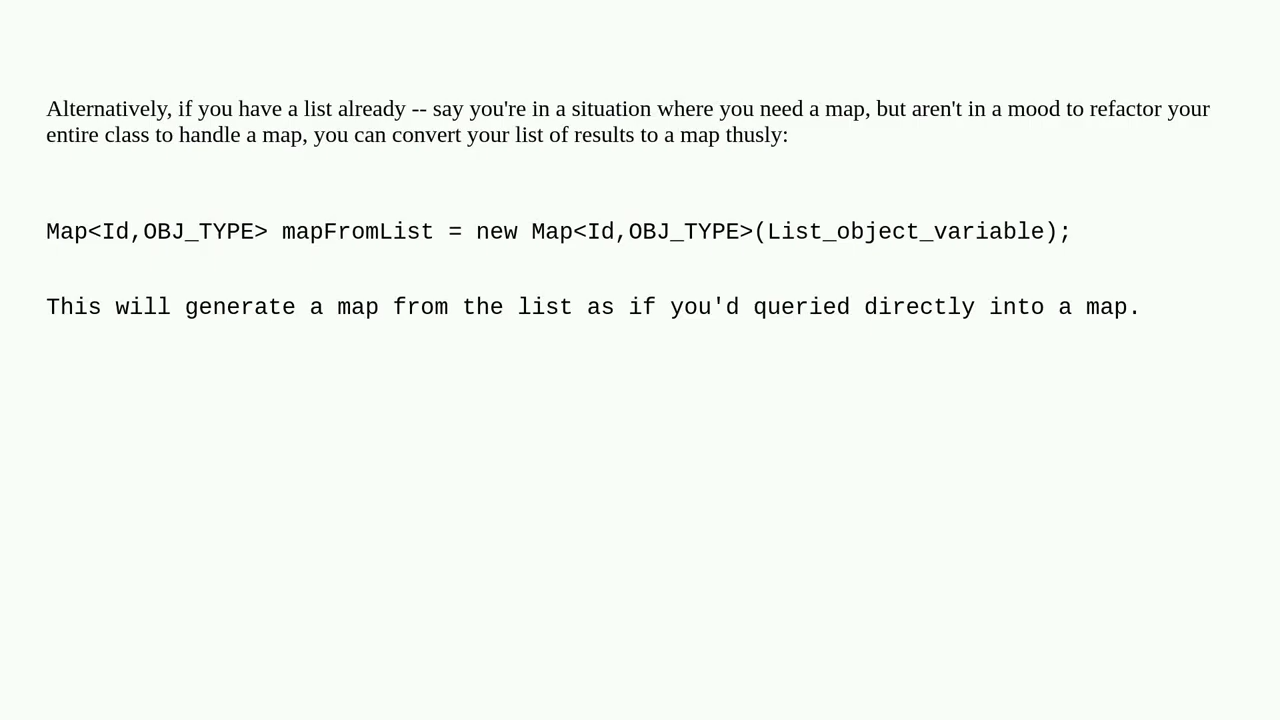 Alternatively, if you have a list already -- say you're in a situation where you need a map, but aren't in a mood to refactor your
entire class to handle a map, you can convert your list of results to a map thusly:
Map<Id,OBJ_TYPE> mapFromList = new Map<Id,OBJ_TYPE>(List_object_variable);
This will generate a map from the list as if you'd queried directly into a map.